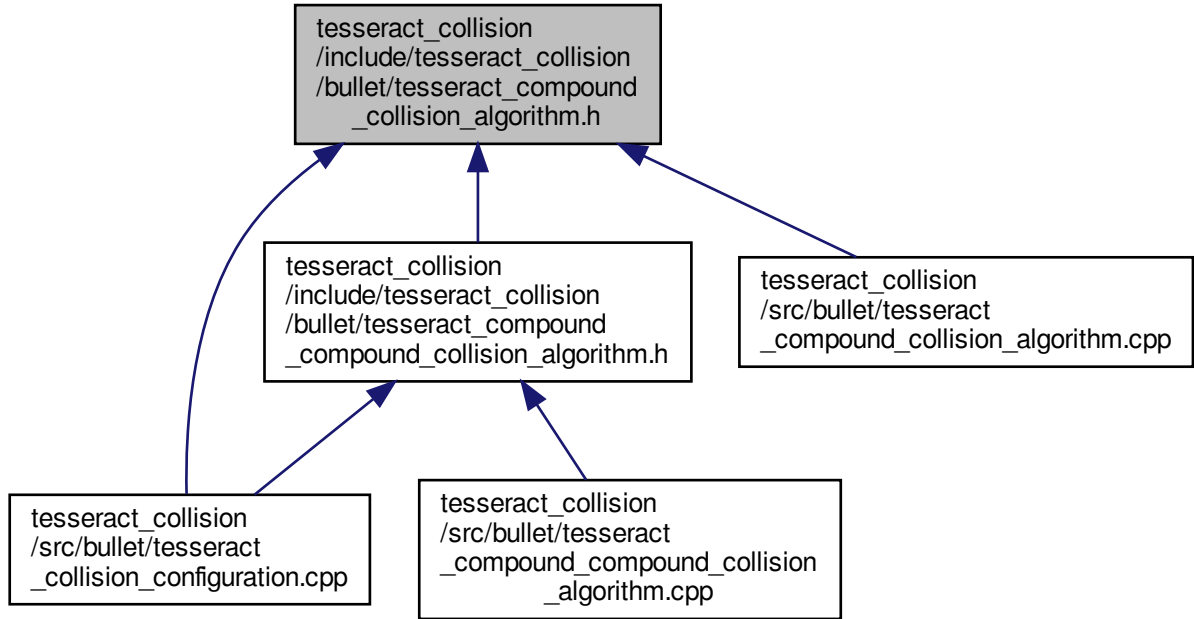 tesseract_collision
/include/tesseract_collision
/bullet/tesseract_compound
_collision_algorithm.h
tesseract_collision
/include/tesseract_collision
/bullet/tesseract_compound
_compound_collision_algorithm.h
tesseract_collision
/src/bullet/tesseract
_compound_collision_algorithm.cpp
tesseract_collision
/src/bullet/tesseract
_collision_configuration.cpp
tesseract_collision
/src/bullet/tesseract
_compound_compound_collision
_algorithm.cpp